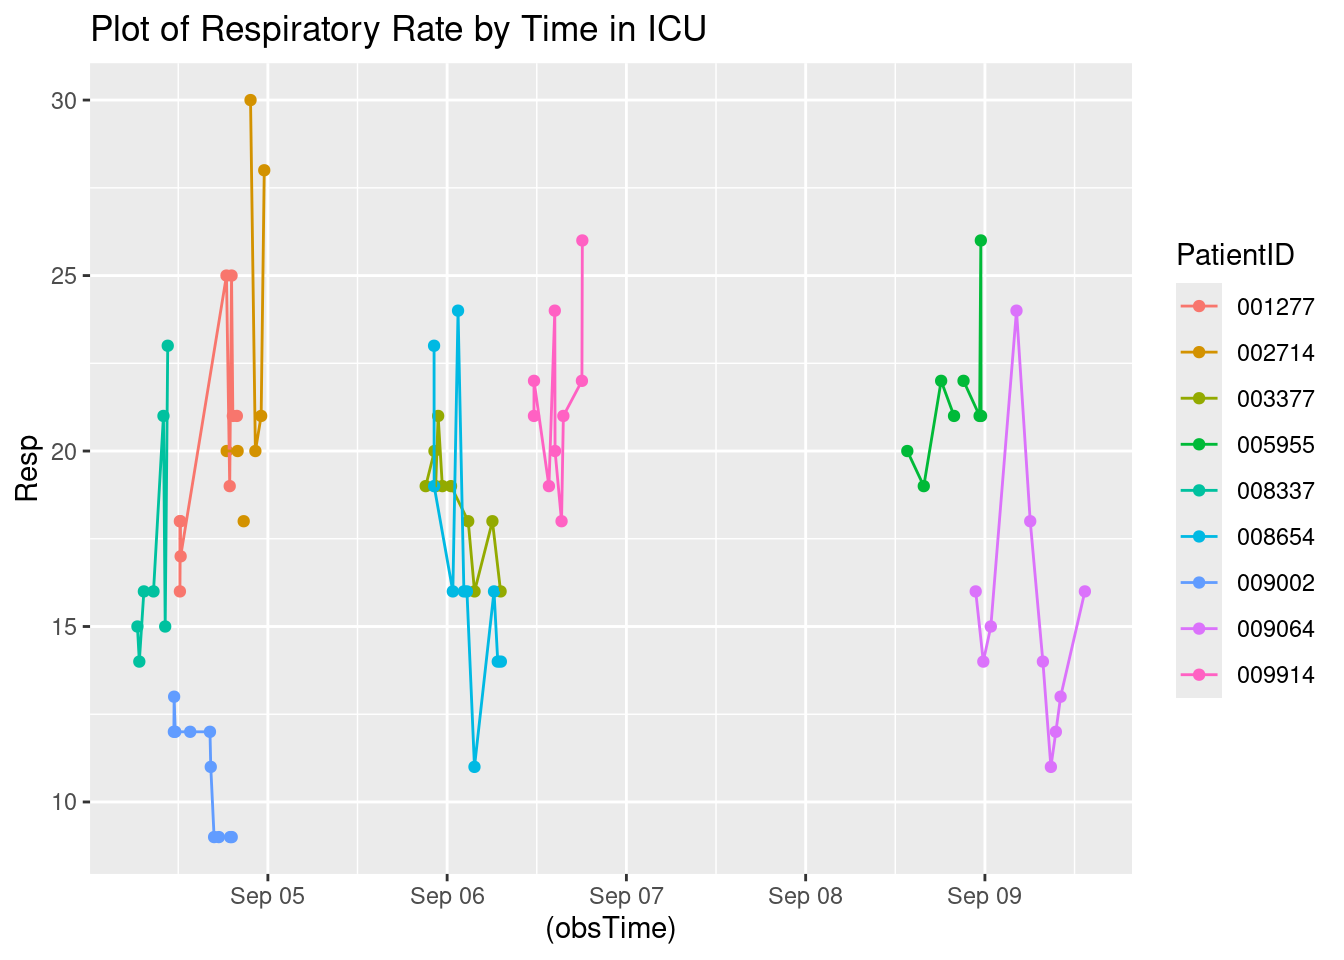 Plot of Respiratory Rate by Time in ICU
30
25
20
15
10
Resp
Sep 05
Sep 06
Sep 07
Sep 08
Sep 09
(obsTime)
PatientID
001277
002714
003377
005955
008337
008654
009002
009064
009914